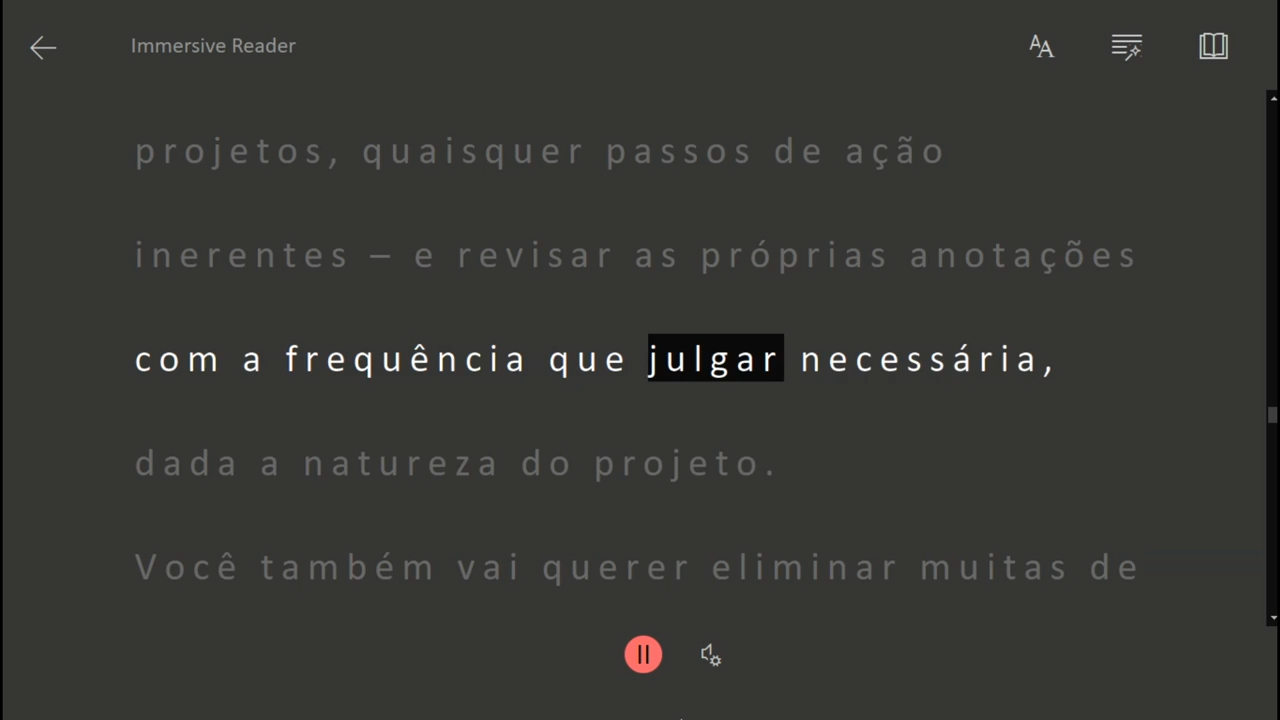 Immersive Reader
projetos, quaisquer passos de ação
inerentes – e revisar as próprias anotações
com a frequência que julgar necessária,
dada a natureza do projeto.
Você também vai querer eliminar muitas de